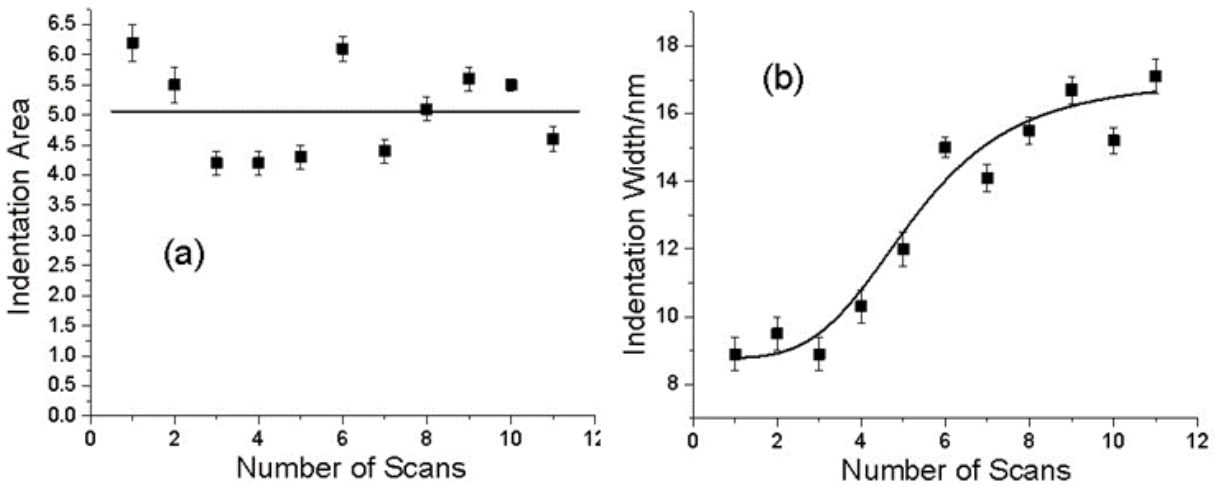 Indentation Area
6.5
6.0
5.5
5.0
4.5
4.0
3.5
3.0
2.5
2.0
1.5
1.0
0.5
0.0
(a)
0 2 4 6 8 10 12
Number of Scans
Indentation Width/nm
18
16
14
12
10
8
(b)
0 2 4 6 8 10 12
Number of Scans